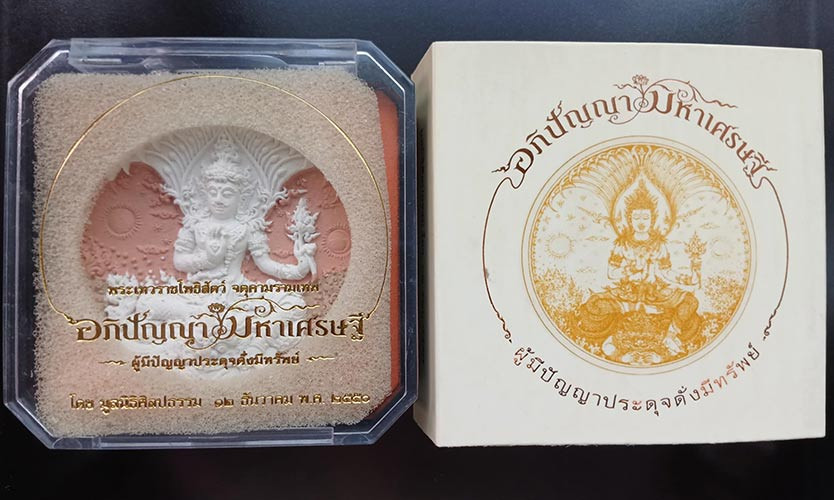 พระเทวราชโพธิสัตว์ จตุคามรามเทพ
อภิปัญญามหาเศรษฐี
ผู้มีปัญญาประดุจดั่งมีทรัพย์
โดย มูลนิธิศิลปธรรม ๑๒ ธันวาคม พ.ศ. ๒๕๕๐
อภิปัญญามหาเศรษฐี
ผู้มีปัญญาประดุจดั่งมีทรัพย์